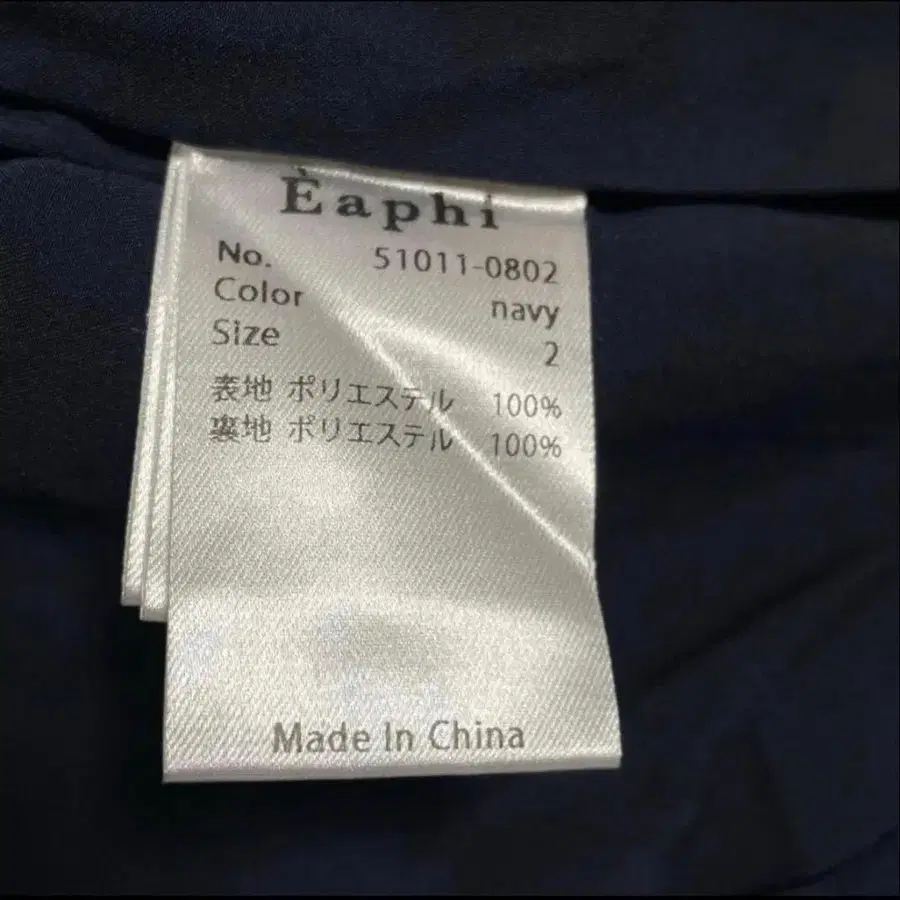 Èaphi
No. 51011-0802
Color navy
Size 2
表地 ポリエステル 100%
裏地 ポリエステル 100%
Made In China